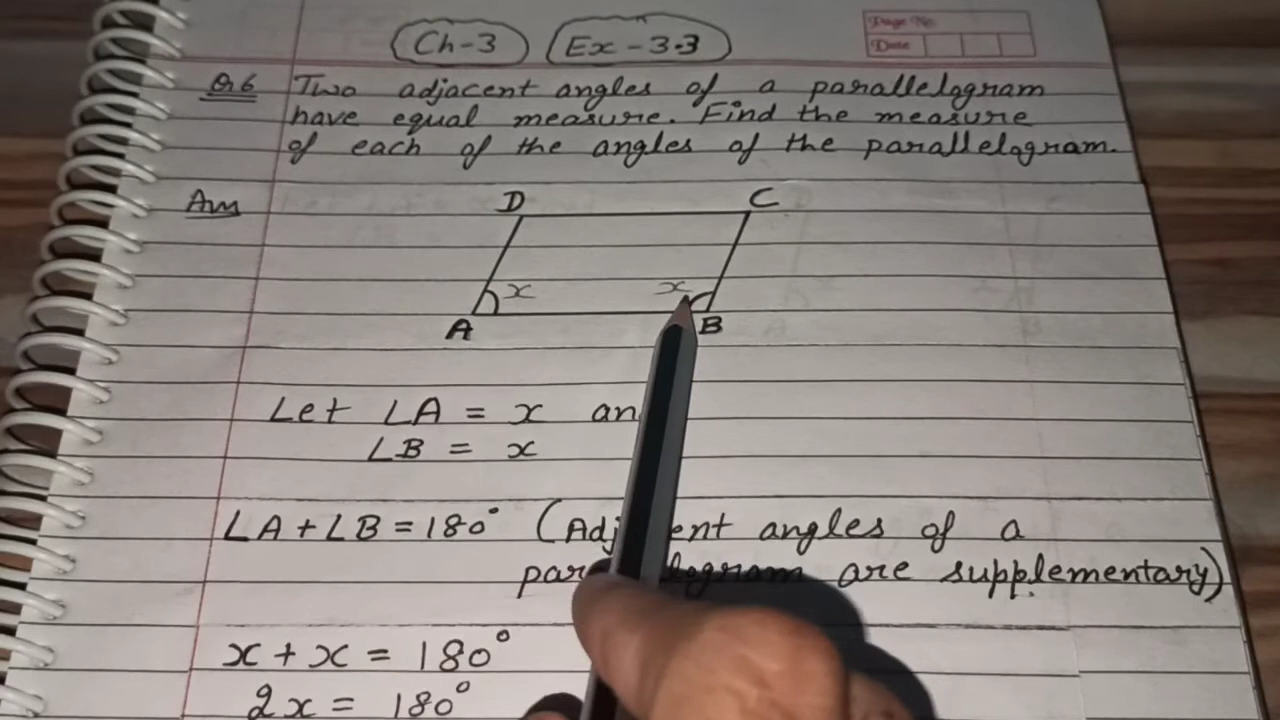 Ch-3 Ex-3.3
Page No.
Date
Q.6 Two adjacent angles of a parallelogram
have equal measure. Find the measure
of each of the angles of the parallelogram.
Ans
D C
x x
A B
Let ∠A = x
∠B = x
∠A + ∠B = 180° ( angles of a
are supplementary)
x + x = 180°
2x = 180°